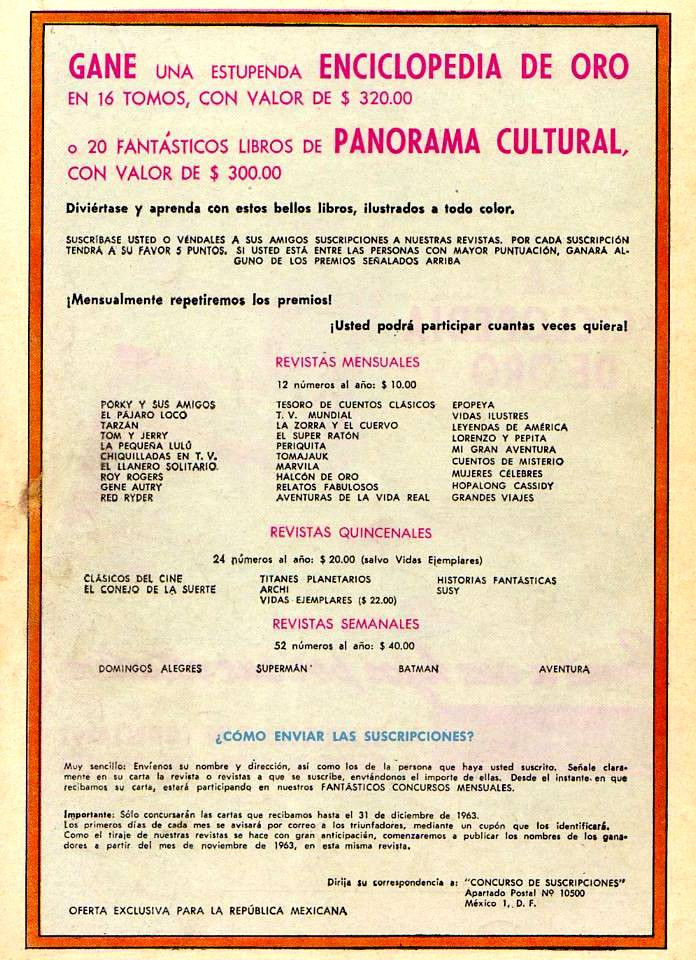 GANE UNA ESTUPENDA ENCICLOPEDIA DE ORO
EN 16 TOMOS, CON VALOR DE $ 320.00
o 20 FANTÁSTICOS LIBROS DE PANORAMA CULTURAL,
CON VALOR DE $ 300.00
Diviértase y aprenda con estos bellos libros, ilustrados a todo color.
SUSCRÍBASE USTED O VÉNDALES A SUS AMIGOS SUSCRIPCIONES A NUESTRAS REVISTAS. POR CADA SUSCRIPCIÓN
TENDRÁ A SU FAVOR 5 PUNTOS. SI USTED ESTÁ ENTRE LAS PERSONAS CON MAYOR PUNTUACIÓN, GANARÁ AL-
GUNO DE LOS PREMIOS SEÑALADOS ARRIBA
¡Mensualmente repetiremos los premios!
¡Usted podrá participar cuantas veces quiera!
REVISTAS MENSUALES
12 números al año: $ 10.00
PORKY Y SUS AMIGOS
EL PÁJARO LOCO
TARZÁN
TOM Y JERRY
LA PEQUEÑA LULÚ
CHIQUILLADAS EN T. V.
EL LLANERO SOLITARIO
ROY ROGERS
GENE AUTRY
RED RYDER
TESORO DE CUENTOS CLÁSICOS
T. V. MUNDIAL
LA ZORRA Y EL CUERVO
EL SUPER RATÓN
PERIQUITA
TOMAJAUK
MARVILA
HALCÓN DE ORO
RELATOS FABULOSOS
AVENTURAS DE LA VIDA REAL
EPOPEYA
VIDAS ILUSTRES
LEYENDAS DE AMÉRICA
LORENZO Y PEPITA
MI GRAN AVENTURA
CUENTOS DE MISTERIO
MUJERES CÉLEBRES
HOPALONG CASSIDY
GRANDES VIAJES
REVISTAS QUINCENALES
24 números al año: $ 20.00 (salvo Vidas Ejemplares)
CLÁSICOS DEL CINE
EL CONEJO DE LA SUERTE
TITANES PLANETARIOS
ARCHI
VIDAS EJEMPLARES ($ 22.00)
HISTORIAS FANTÁSTICAS
SUSY
REVISTAS SEMANALES
52 números al año: $ 40.00
DOMINGOS ALEGRES SUPERMÁN BATMAN AVENTURA
¿CÓMO ENVIAR LAS SUSCRIPCIONES?
Muy sencillo: Envíenos su nombre y dirección, así como los de la persona que haya usted suscrito. Señale clara-
mente en su carta la revista o revistas a que se suscribe, enviándonos el importe de ellas. Desde el instante en que
recibamos su carta, estará participando en nuestros FANTÁSTICOS CONCURSOS MENSUALES.
Importante: Sólo concursarán las cartas que recibamos hasta el 31 de diciembre de 1963.
Los primeros días de cada mes se avisará por correo a los triunfadores, mediante un cupón que los identificará.
Como el tiraje de nuestras revistas se hace con gran anticipación, comenzaremos a publicar los nombres de los gana-
dores a partir del mes de noviembre de 1963, en esta misma revista.
Dirija su correspondencia a: "CONCURSO DE SUSCRIPCIONES"
Apartado Postal Nº 10500
México 1, D. F.
OFERTA EXCLUSIVA PARA LA REPÚBLICA MEXICANA